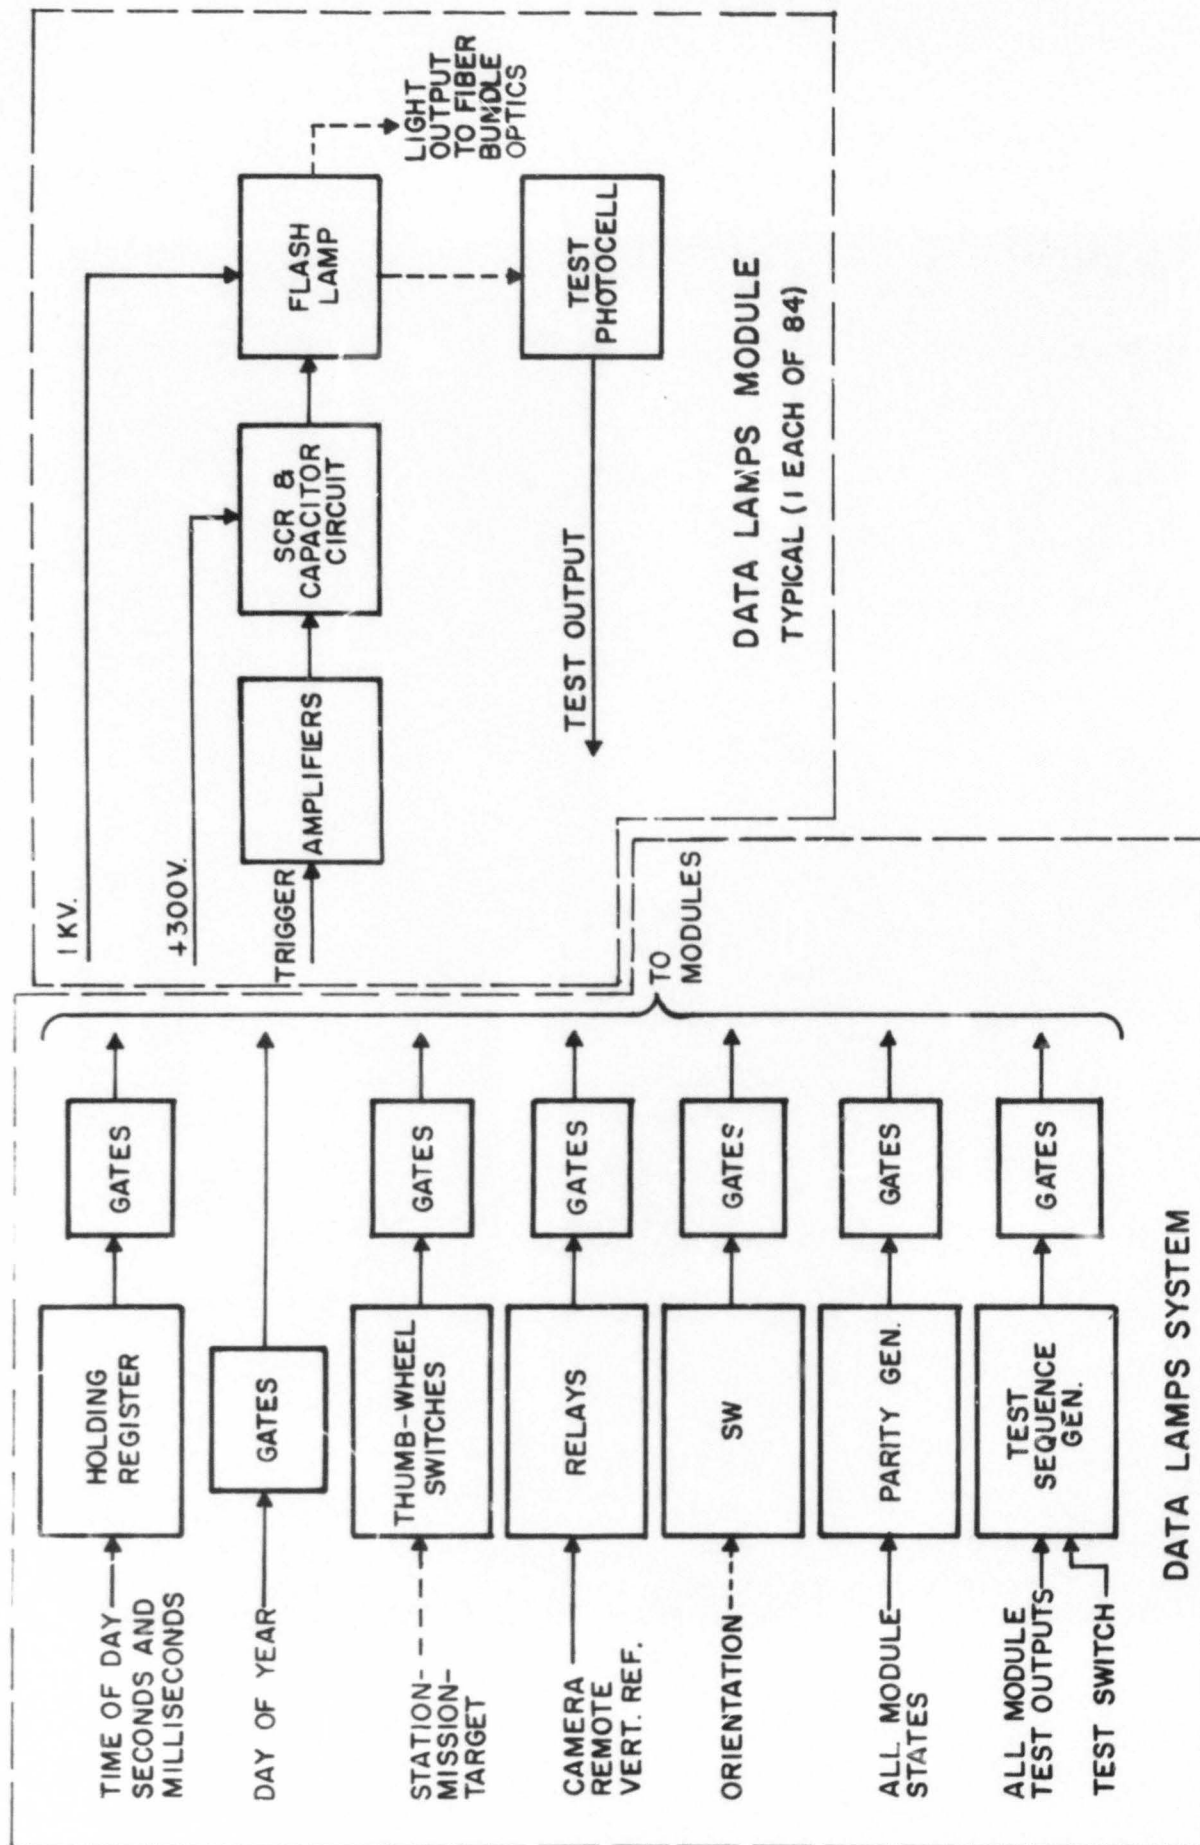 TIME OF DAY
SECONDS AND
MILLISECONDS
HOLDING
REGISTER
GATES
DAY OF YEAR
GATES
STATION-
MISSION-
TARGET
THUMB-WHEEL
SWITCHES
GATES
CAMERA
REMOTE
VERT. REF.
RELAYS
GATES
ORIENTATION
SW
GATES
ALL MODULE
STATES
PARITY GEN.
GATES
ALL MODULE
TEST OUTPUTS
TEST SWITCH
TEST
SEQUENCE
GEN.
GATES
TO
MODULES
DATA LAMPS SYSTEM
1 KV.
+300V.
TRIGGER
AMPLIFIERS
SCR &
CAPACITOR
CIRCUIT
FLASH
LAMP
LIGHT
OUTPUT
TO FIBER
BUNDLE
OPTICS
TEST
PHOTOCELL
TEST OUTPUT
DATA LAMPS MODULE
TYPICAL (1 EACH OF 84)